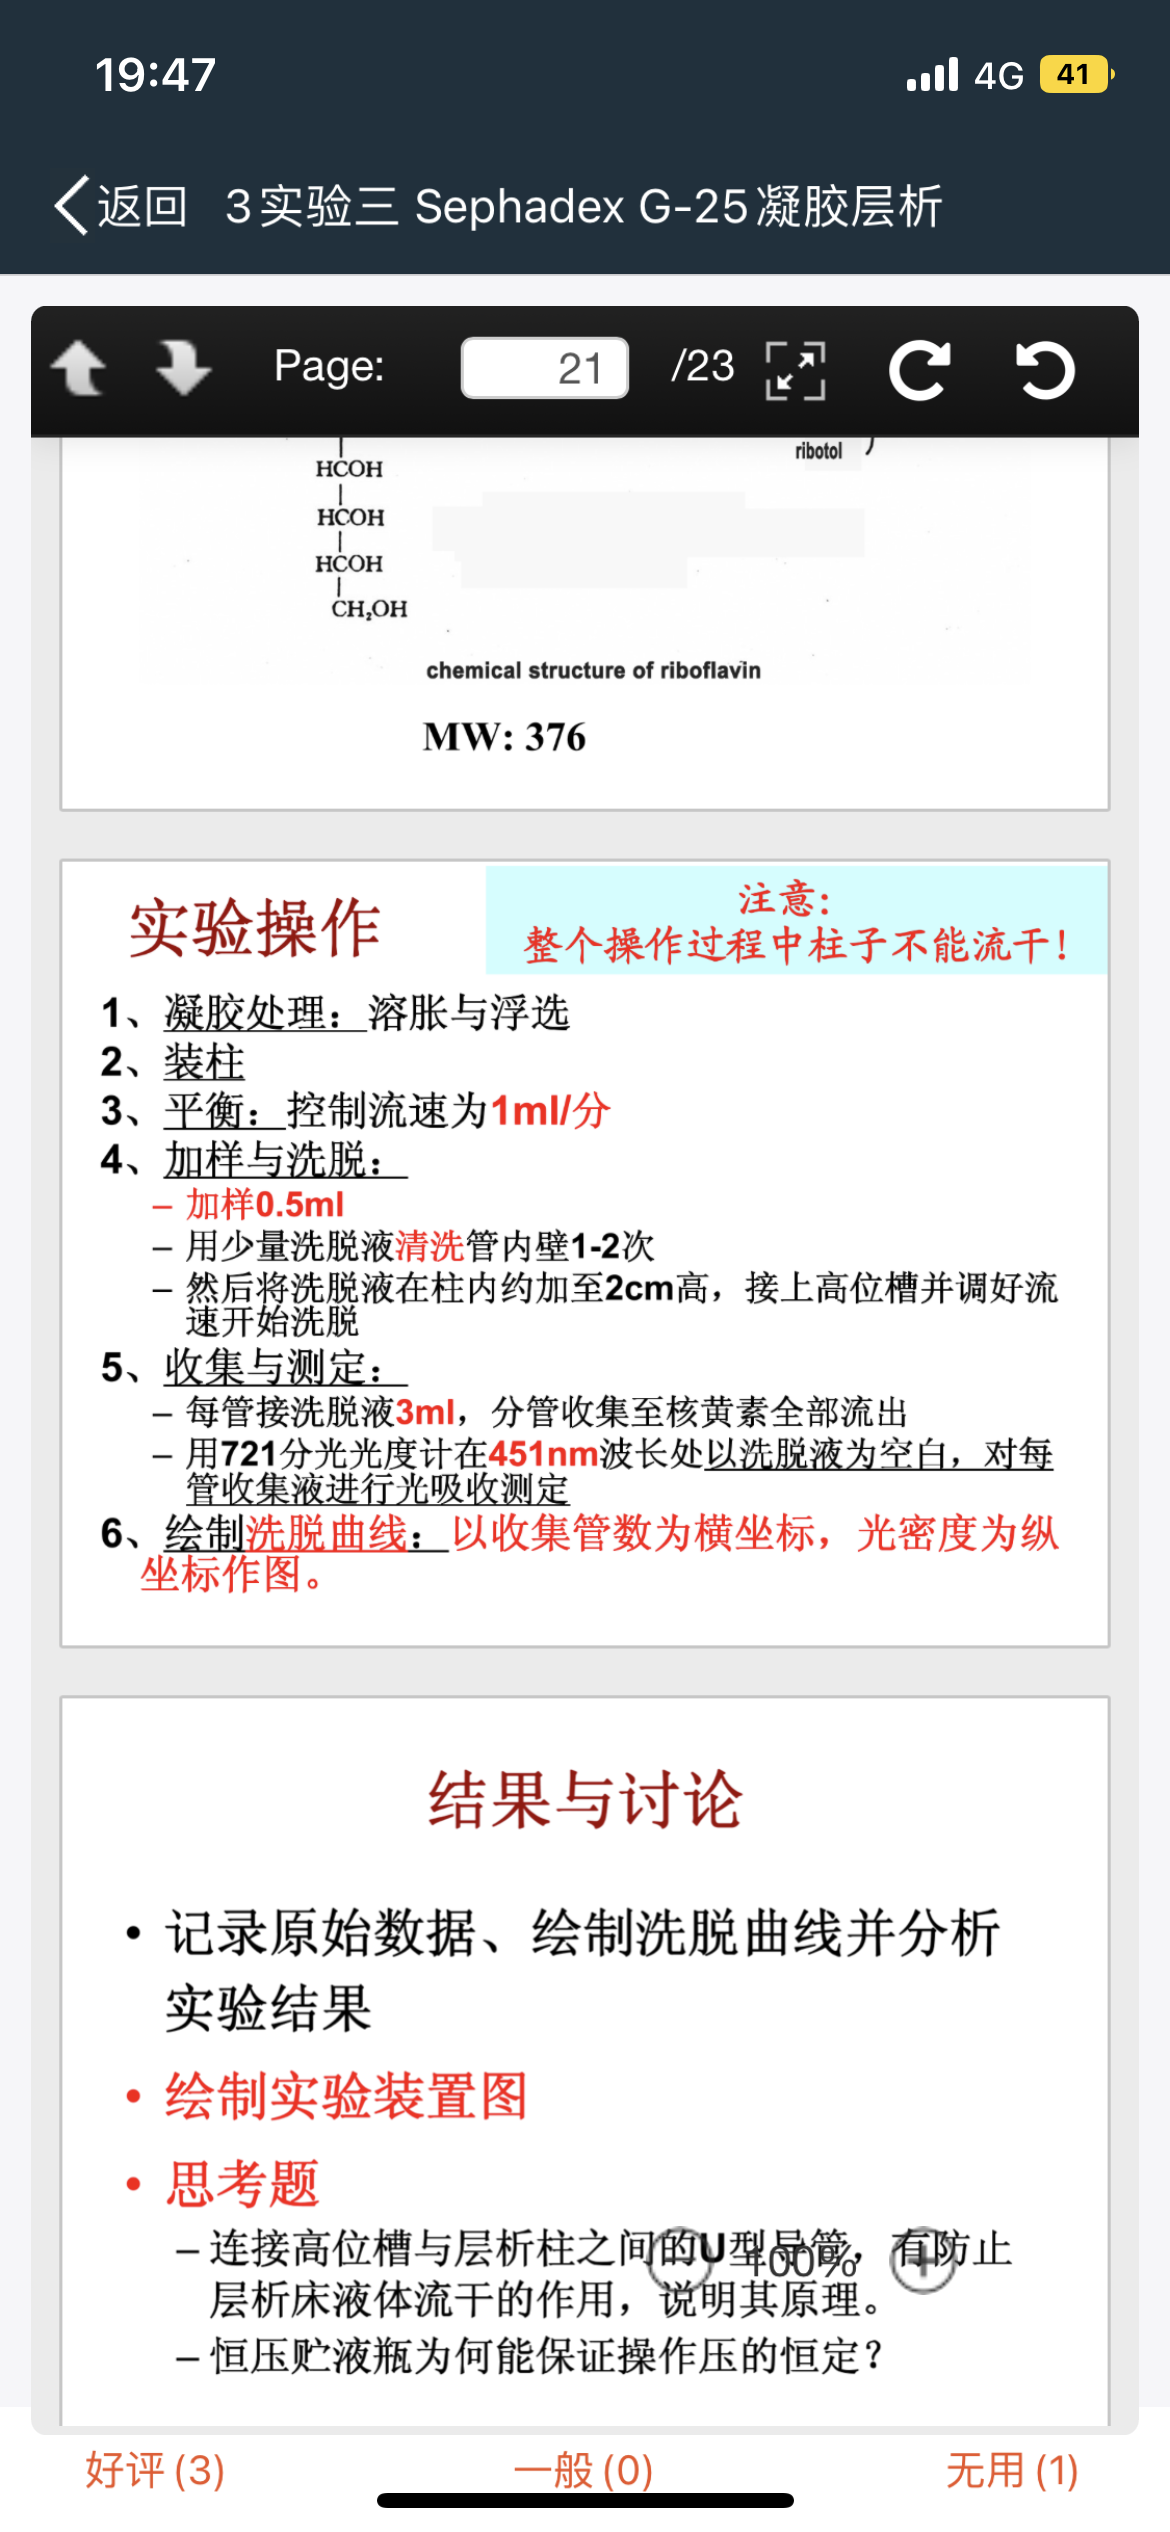 19:47
4G 41
返回 3实验三 Sephadex G-25凝胶层析
Page: 21 /23
ribotol )
HCOH
HCOH
HCOH
CH₂OH
chemical structure of riboflavin
MW: 376
实验操作
注意:
整个操作过程中柱子不能流干!
1、凝胶处理：溶胀与浮选
2、装柱
3、平衡：控制流速为1ml/分
4、加样与洗脱：
– 加样0.5ml
– 用少量洗脱液清洗管内壁1-2次
– 然后将洗脱液在柱内约加至2cm高，接上高位槽并调好流
速开始洗脱
5、收集与测定：
– 每管接洗脱液3ml，分管收集至核黄素全部流出
– 用721分光光度计在451nm波长处以洗脱液为空白，对每
管收集液进行光吸收测定
6、绘制洗脱曲线：以收集管数为横坐标，光密度为纵
坐标作图。
结果与讨论
• 记录原始数据、绘制洗脱曲线并分析
实验结果
• 绘制实验装置图
• 思考题
– 连接高位槽与层析柱之间的U型导管，有防止
100%
层析床液体流干的作用，说明其原理。
– 恒压贮液瓶为何能保证操作压的恒定?
好评 (3) 一般 (0) 无用 (1)